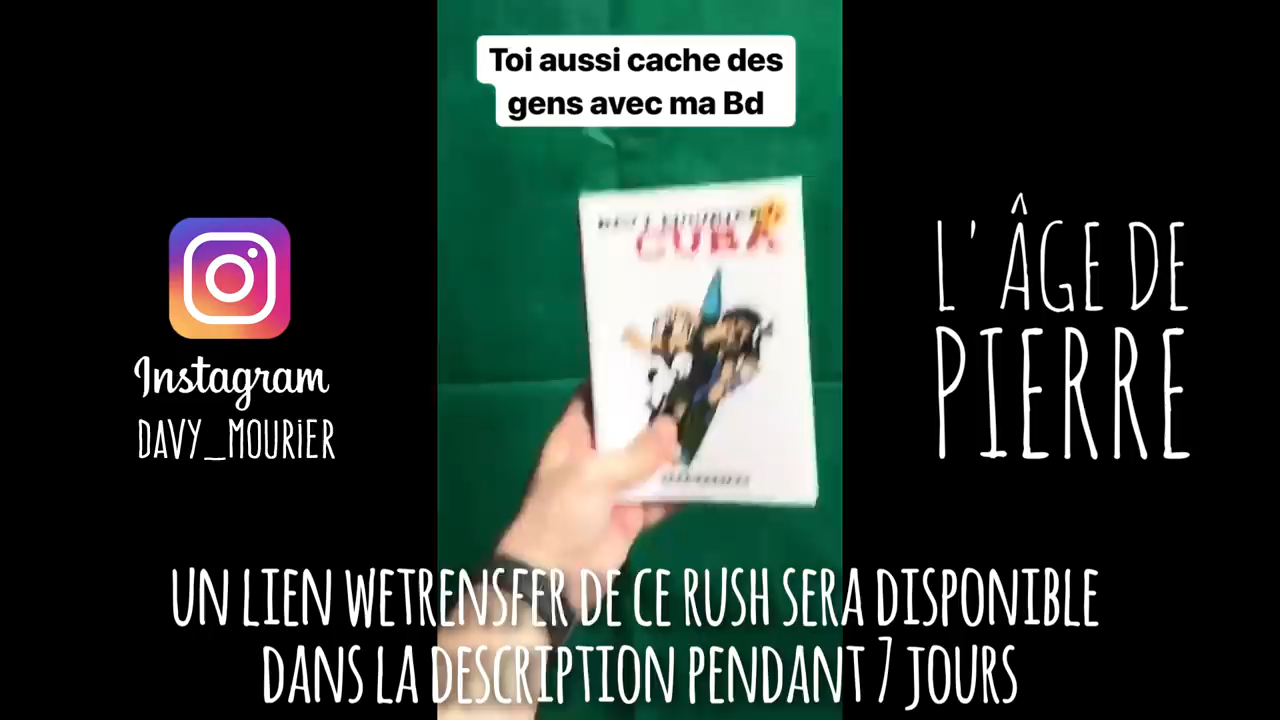 Toi aussi cache des
gens avec ma Bd
CUBA
Instagram
DAVY_MOURIER
L'ÂGE DE
PIERRE
UN LIEN WETRENSFER DE CE RUSH SERA DISPONIBLE
DANS LA DESCRIPTION PENDANT 7 JOURS